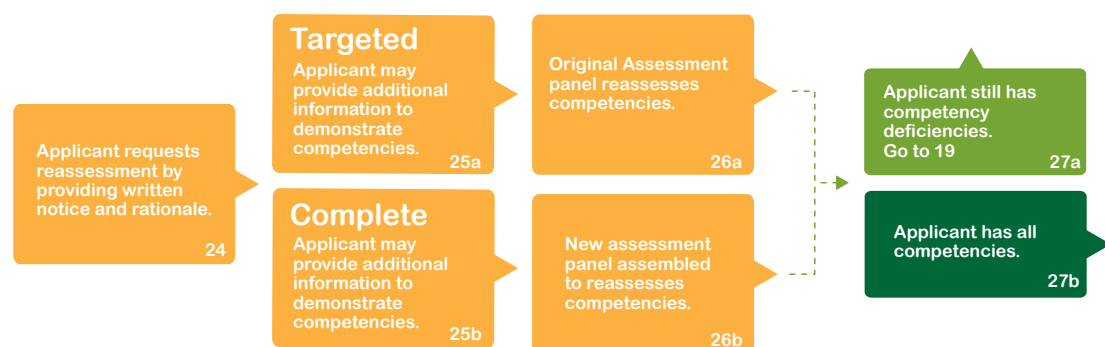 Applicant requests
reassessment by
providing written
notice and rationale.
24
Targeted
Applicant may
provide additional
information to
demonstrate
competencies.
25a
Original Assessment
panel reassesses
competencies.
26a
Complete
Applicant may
provide additional
information to
demonstrate
competencies.
25b
New assessment
panel assembled
to reassesses
competencies.
26b
Applicant still has
competency
deficiencies.
Go to 19
27a
Applicant has all
competencies.
27b